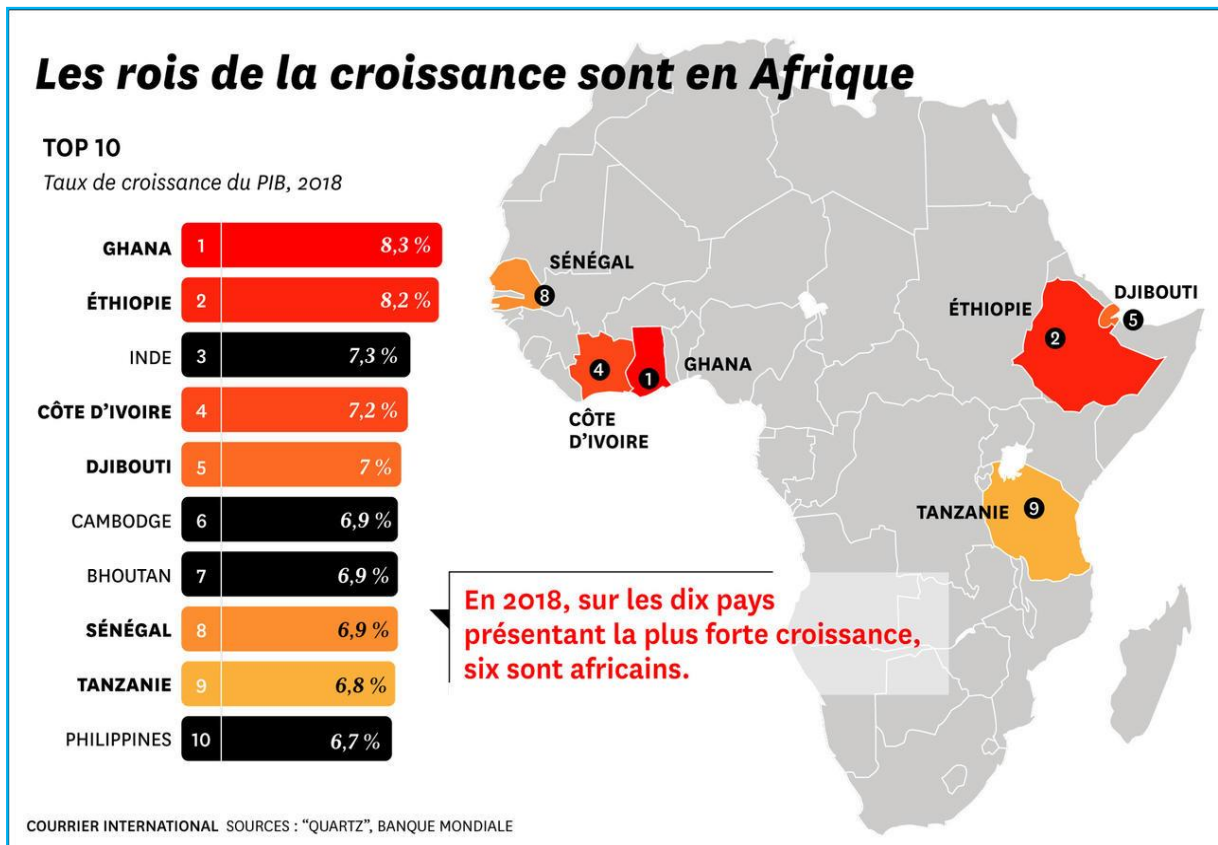 Les rois de la croissance sont en Afrique
TOP 10
Taux de croissance du PIB, 2018
GHANA 1 8,3 %
ÉTHIOPIE 2 8,2 %
INDE 3 7,3 %
CÔTE D’IVOIRE 4 7,2 %
DJIBOUTI 5 7 %
CAMBODGE 6 6,9 %
BHOUTAN 7 6,9 %
SÉNÉGAL 8 6,9 %
TANZANIE 9 6,8 %
PHILIPPINES 10 6,7 %
SÉNÉGAL
8
4
CÔTE
D’IVOIRE
1
GHANA
ÉTHIOPIE
2
DJIBOUTI
5
TANZANIE
9
En 2018, sur les dix pays
présentant la plus forte croissance,
six sont africains.
COURRIER INTERNATIONAL SOURCES : “QUARTZ”, BANQUE MONDIALE